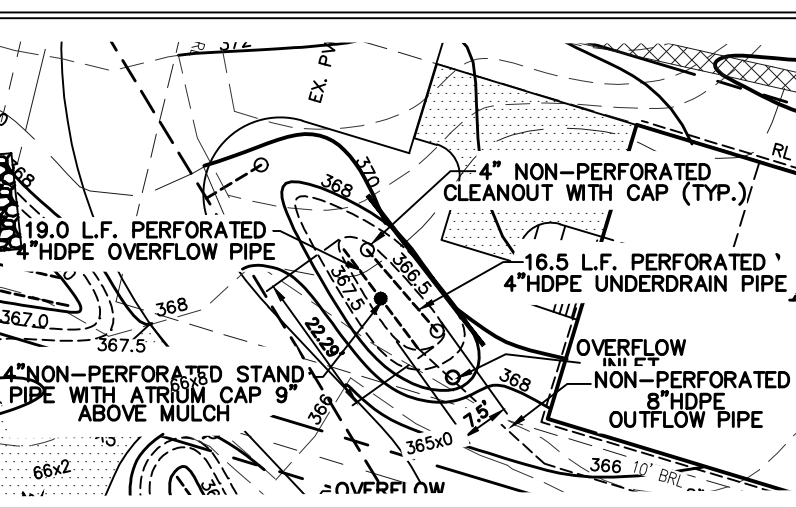 372
EX. PV
RL
370
368
368
4" NON-PERFORATED
CLEANOUT WITH CAP (TYP.)
19.0 L.F. PERFORATED
4"HDPE OVERFLOW PIPE
366.5
367.5
16.5 L.F. PERFORATED
4"HDPE UNDERDRAIN PIPE
367.0
368
367.5
22.29'
OVERFLOW
INLET
4"NON-PERFORATED STAND
PIPE WITH ATRIUM CAP 9"
ABOVE MULCH
66x8
368
NON-PERFORATED
8"HDPE
OUTFLOW PIPE
366
7.5'
365x0
66x2
366
10' BRL
OVERFLOW